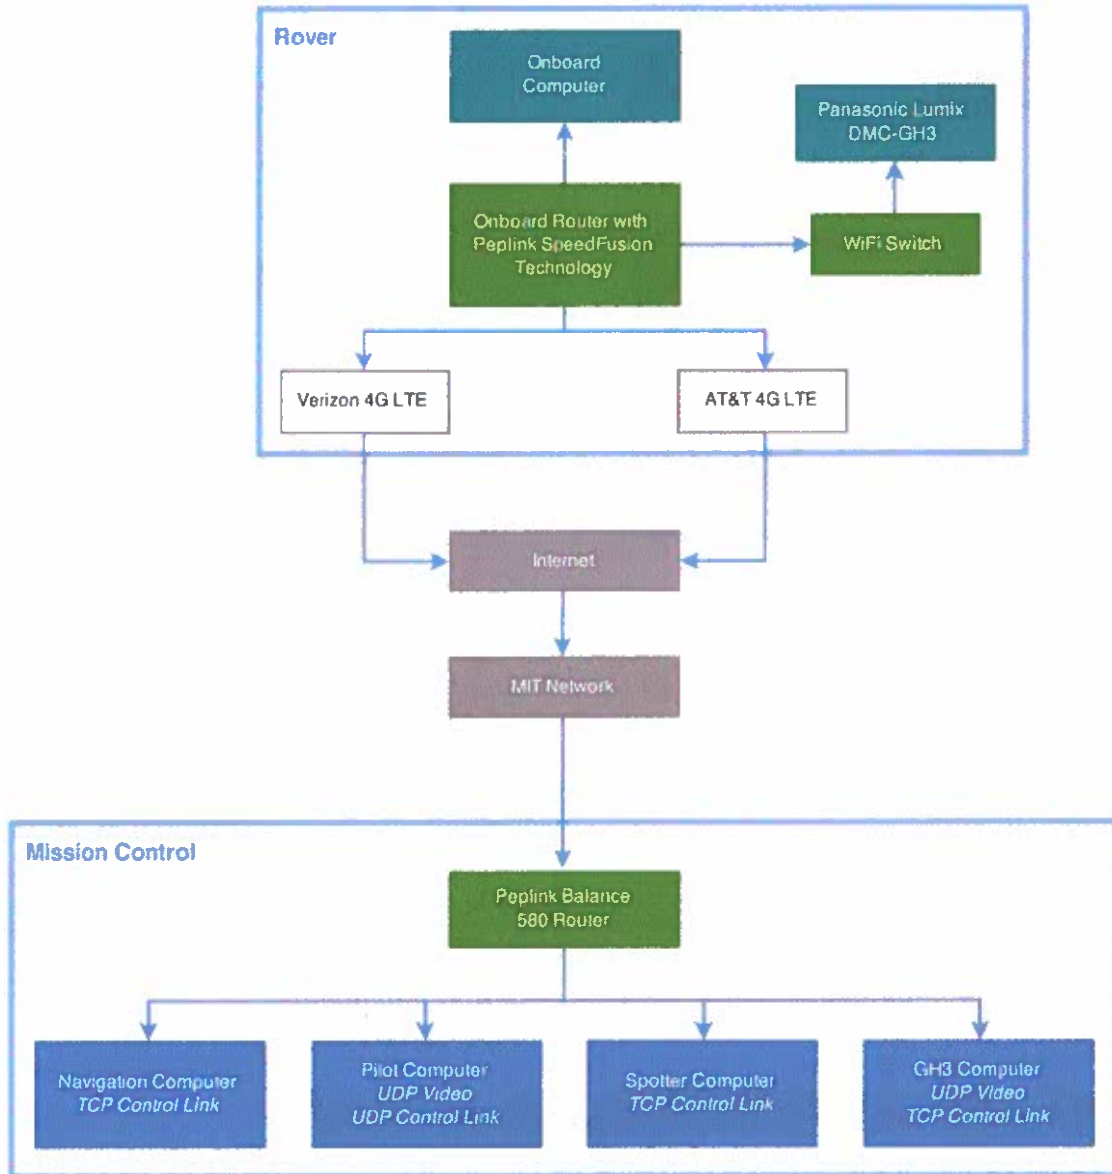 Rover
Onboard
Computer
Panasonic Lumix
DMC-GH3
Onboard Router with
Peplink SpeedFusion
Technology
WiFi Switch
Verizon 4G LTE
AT&T 4G LTE
Internet
MIT Network
Mission Control
Peplink Balance
580 Router
Navigation Computer
TCP Control Link
Pilot Computer
UDP Video
UDP Control Link
Spotter Computer
TCP Control Link
GH3 Computer
UDP Video
TCP Control Link